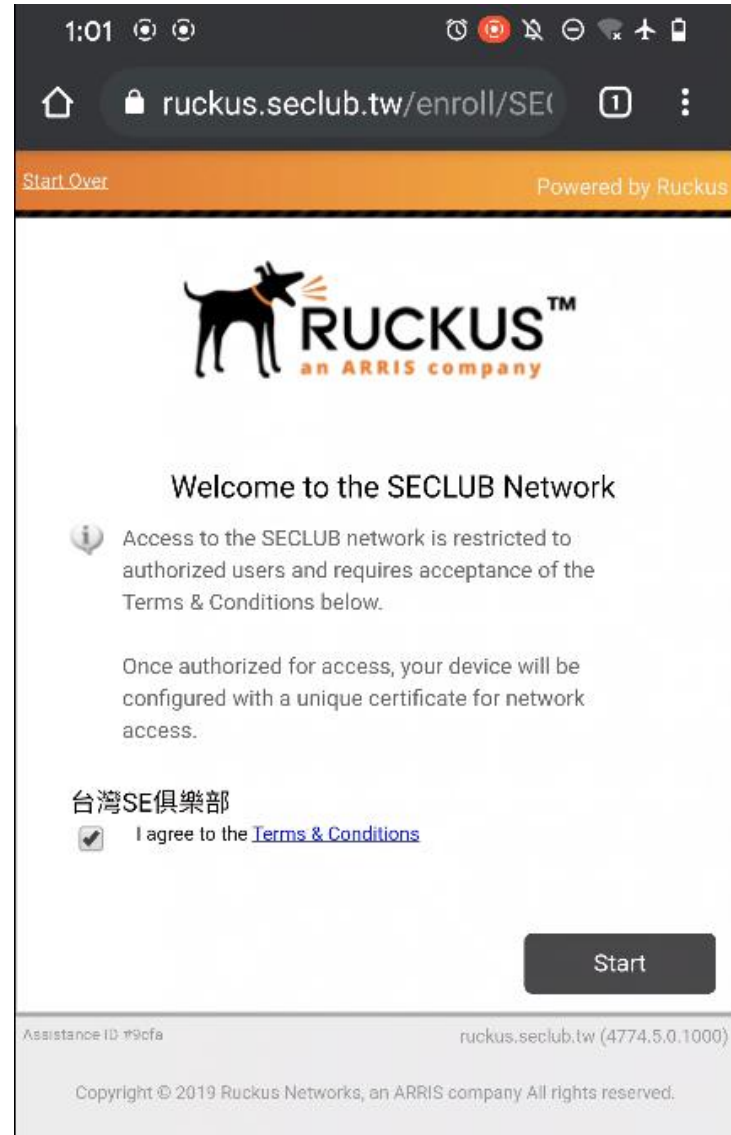 1:01
ruckus.seclub.tw/enroll/SE
1
Start Over
Powered by Ruckus
RUCKUS™
an ARRIS company
Welcome to the SECLUB Network
Access to the SECLUB network is restricted to
authorized users and requires acceptance of the
Terms & Conditions below.
Once authorized for access, your device will be
configured with a unique certificate for network
access.
台灣SE俱樂部
I agree to the Terms & Conditions
Start
Assistance ID #9cfa
ruckus.seclub.tw (4774.5.0.1000)
Copyright © 2019 Ruckus Networks, an ARRIS company All rights reserved.